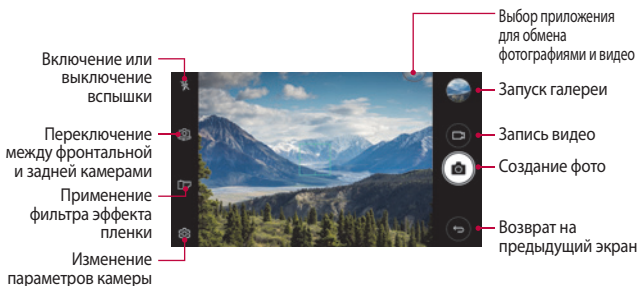 Включение или
выключение
вспышки
Переключение
между фронтальной
и задней камерами
Применение
фильтра эффекта
пленки
Изменение
параметров камеры
Выбор приложения
для обмена
фотографиями и видео
Запуск галереи
Запись видео
Создание фото
Возврат на
предыдущий экран